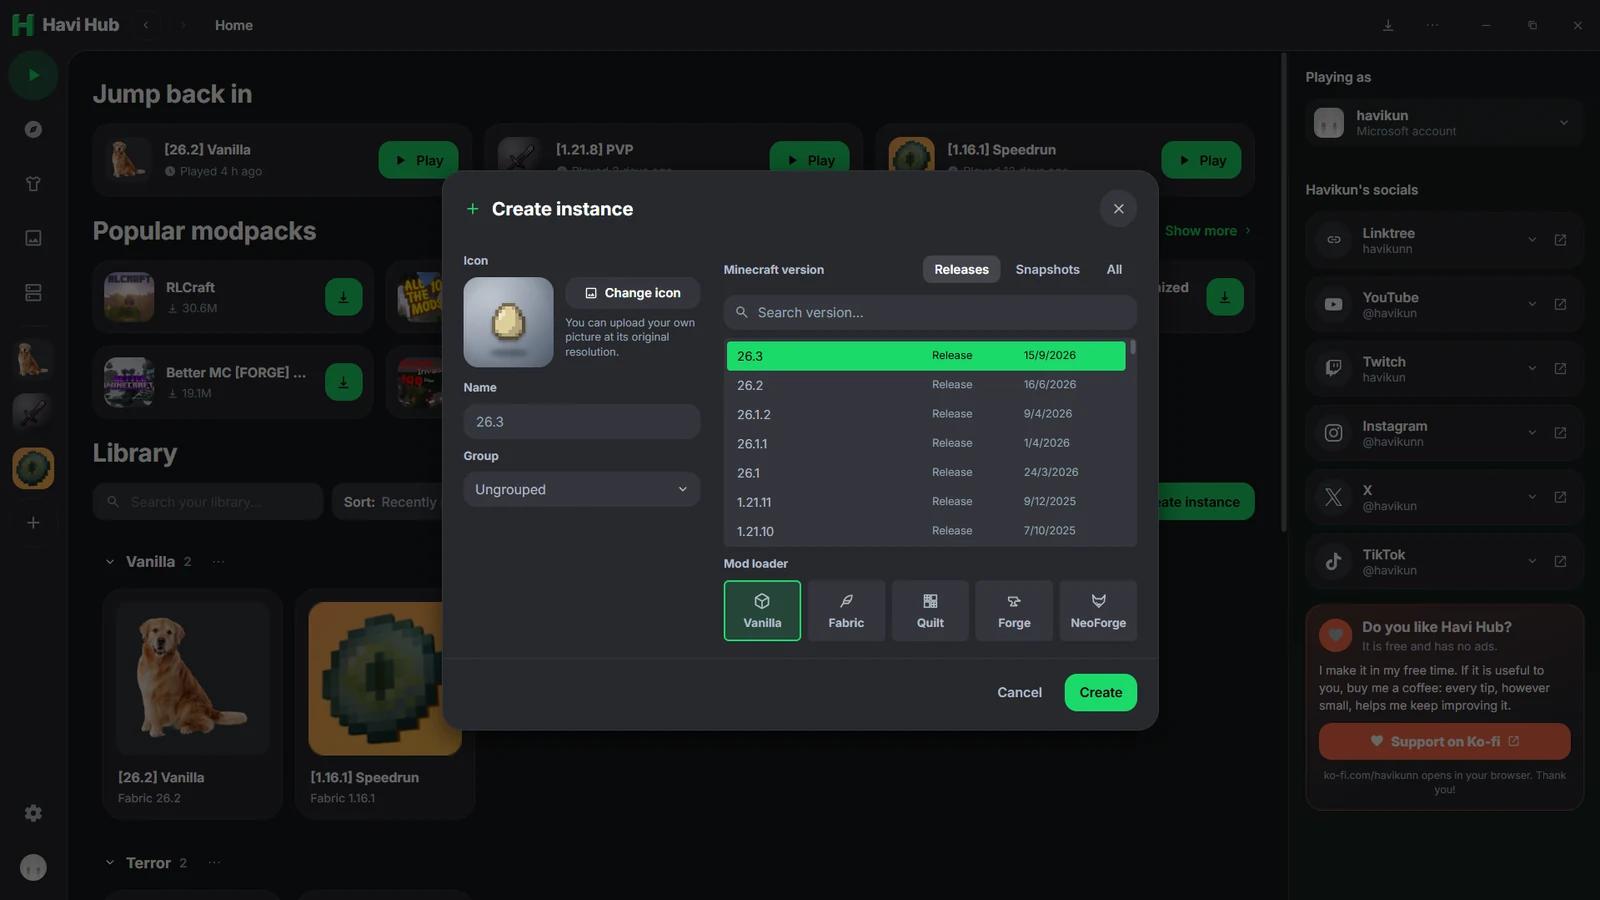 Havi Hub
Home
Jump back in
[26.2] Vanilla
Played 4 h ago
Play
[1.21.8] PVP
Play
[1.16.1] Speedrun
Play
Popular modpacks
Show more
RLCraft
30.6M
Better MC [FORGE] ...
19.1M
Library
Search your library...
Sort: Recently
Vanilla 2
[26.2] Vanilla
Fabric 26.2
[1.16.1] Speedrun
Fabric 1.16.1
Terror 2
Create instance
Icon
Change icon
You can upload your own
picture at its original
resolution.
Name
26.3
Group
Ungrouped
Minecraft version
Releases
Snapshots
All
Search version...
26.3 Release 15/9/2026
26.2 Release 16/6/2026
26.1.2 Release 9/4/2026
26.1.1 Release 1/4/2026
26.1 Release 24/3/2026
1.21.11 Release 9/12/2025
1.21.10 Release 7/10/2025
Mod loader
Vanilla
Fabric
Quilt
Forge
NeoForge
Cancel
Create
Playing as
havikun
Microsoft account
Havikun's socials
Linktree
havikunn
YouTube
@havikun
Twitch
havikun
Instagram
@havikunn
X
@havikun
TikTok
@havikun
Do you like Havi Hub?
It is free and has no ads.
I make it in my free time. If it is useful to
you, buy me a coffee: every tip, however
small, helps me keep improving it.
Support on Ko-fi
ko-fi.com/havikunn opens in your browser. Thank
you!